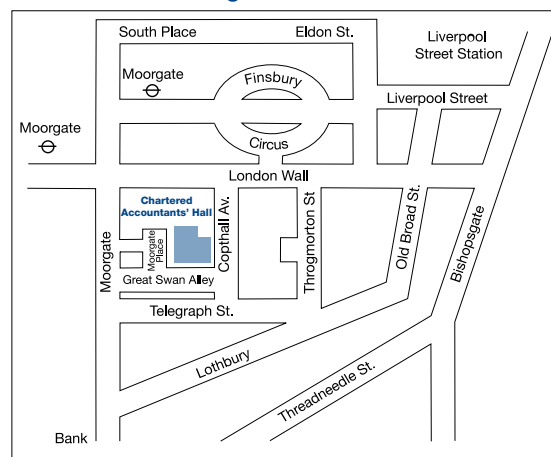 South Place
Eldon St.
Liverpool
Street Station
Moorgate
Finsbury
Liverpool Street
Moorgate
Circus
London Wall
Chartered
Accountants' Hall
Moorgate
Moorgate
Place
Copthall Av.
Throgmorton St
Old Broad St.
Bishopsgate
Great Swan Alley
Telegraph St.
Lothbury
Threadneedle St.
Bank